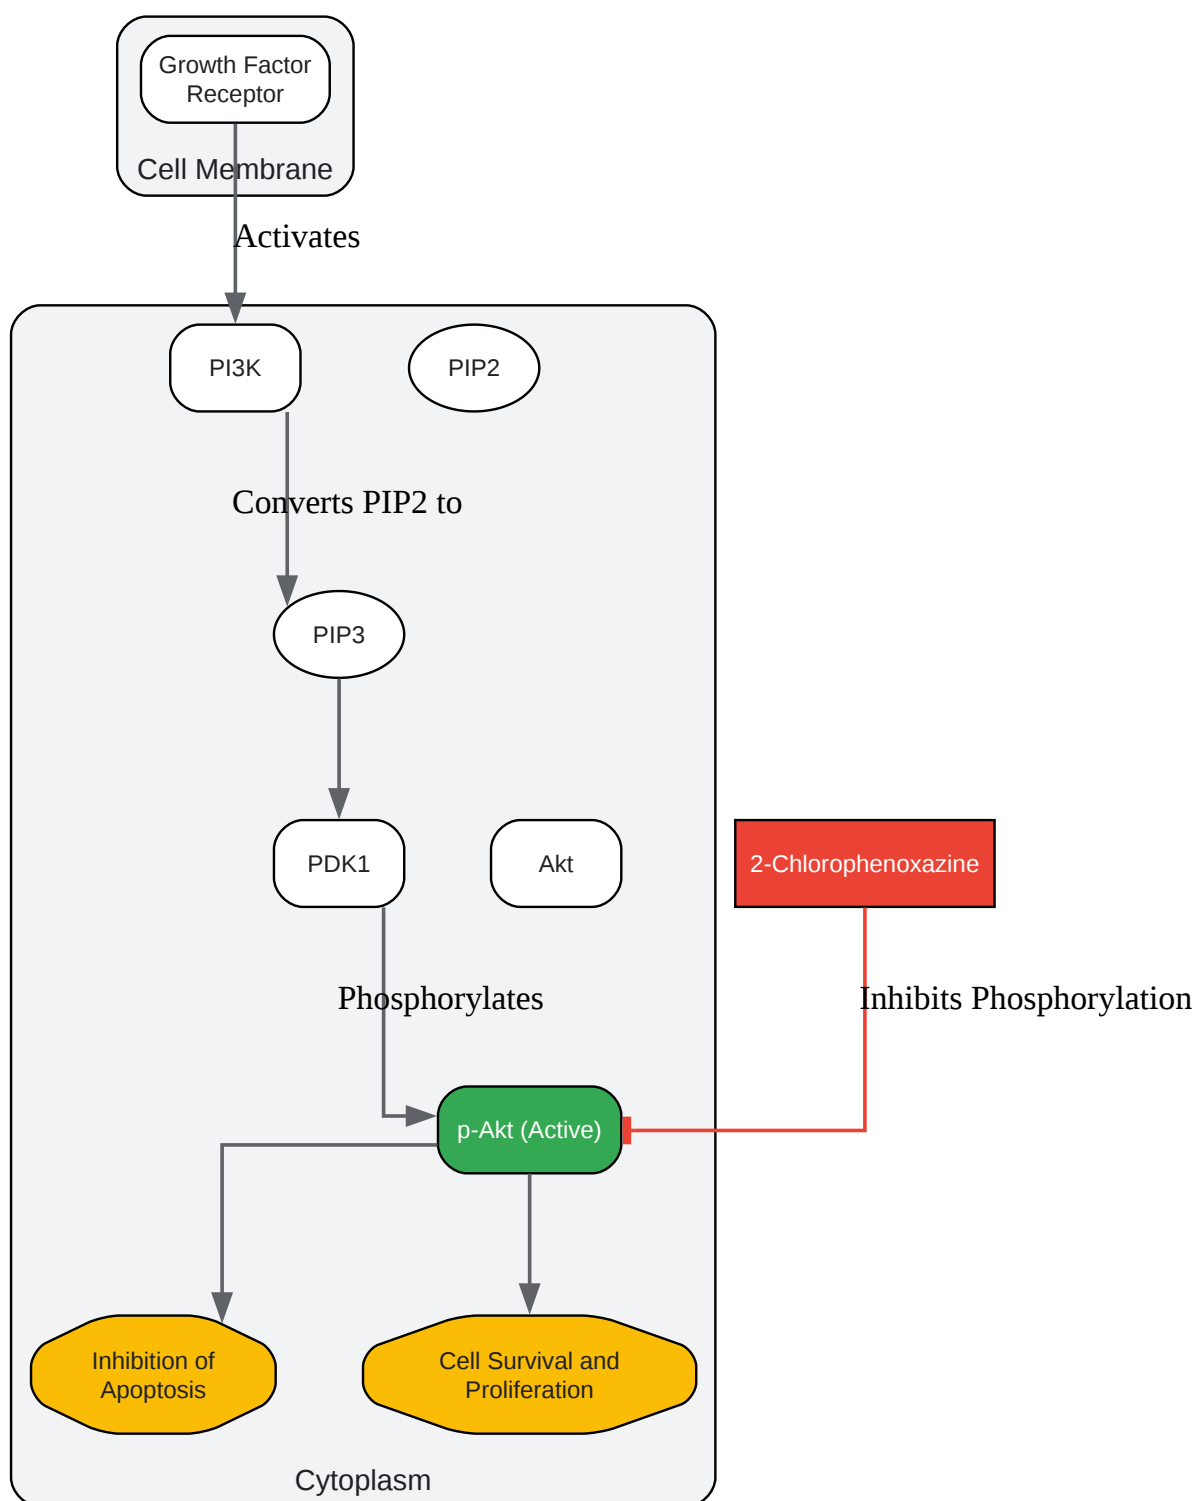 Growth Factor
Receptor
Cell Membrane
Activates
PI3K
PIP2
Converts PIP2 to
PIP3
PDK1
Akt
2-Chlorophenoxazine
Phosphorylates
Inhibits Phosphorylation
p-Akt (Active)
Inhibition of
Apoptosis
Cell Survival and
Proliferation
Cytoplasm